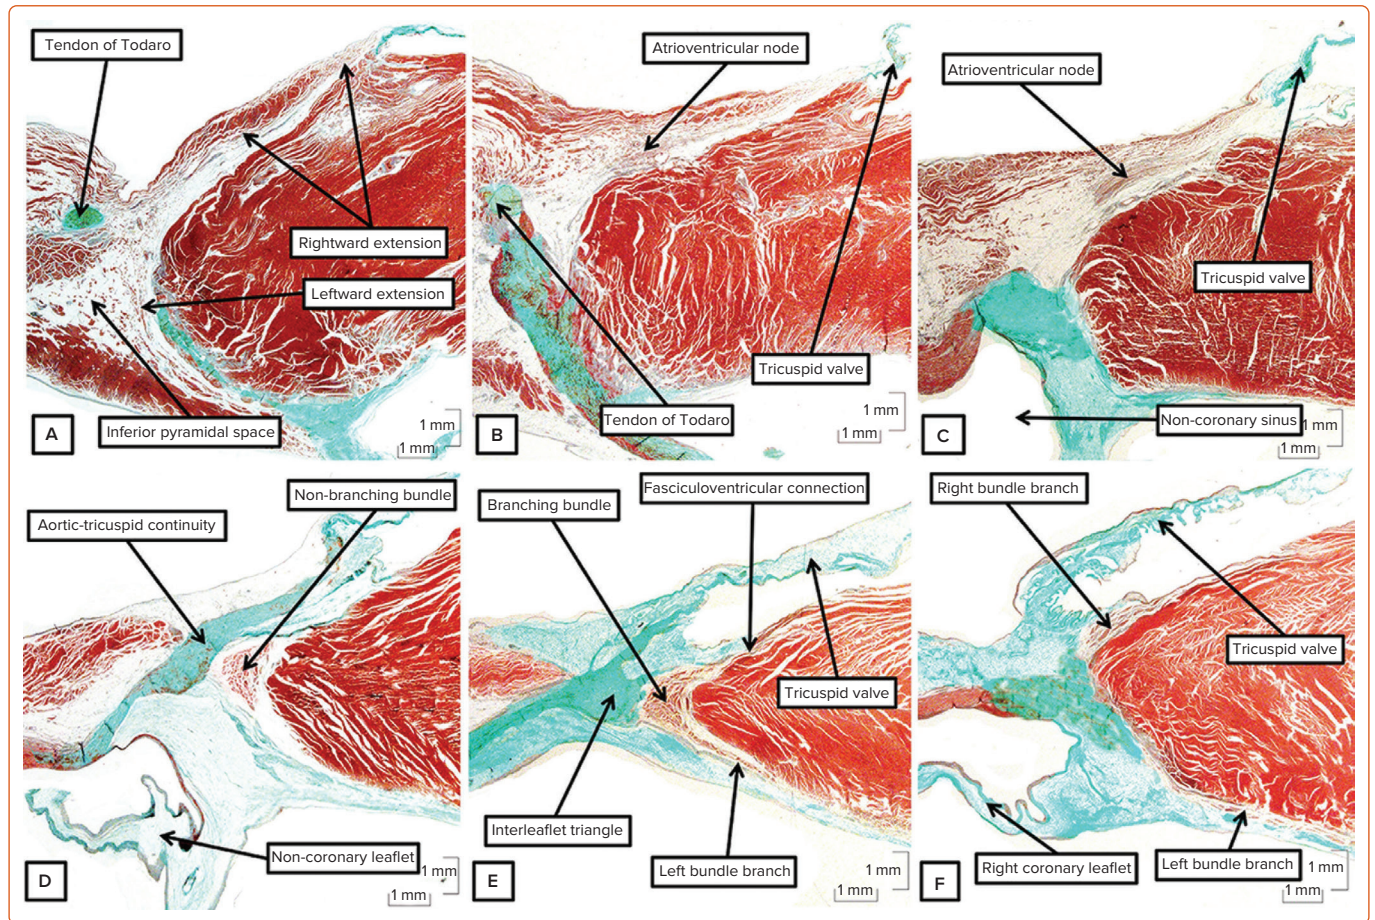 Tendon of Todaro
Rightward extension
Leftward extension
Inferior pyramidal space
A
1 mm
1 mm
Atrioventricular node
Tricuspid valve
Tendon of Todaro
B
1 mm
1 mm
Atrioventricular node
Tricuspid valve
Non-coronary sinus
C
1 mm
1 mm
Non-branching bundle
Aortic-tricuspid continuity
Non-coronary leaflet
D
1 mm
1 mm
Fasciculoventricular connection
Branching bundle
Tricuspid valve
Interleaflet triangle
Left bundle branch
E
1 mm
1 mm
Right bundle branch
Tricuspid valve
Right coronary leaflet
Left bundle branch
F
1 mm
1 mm